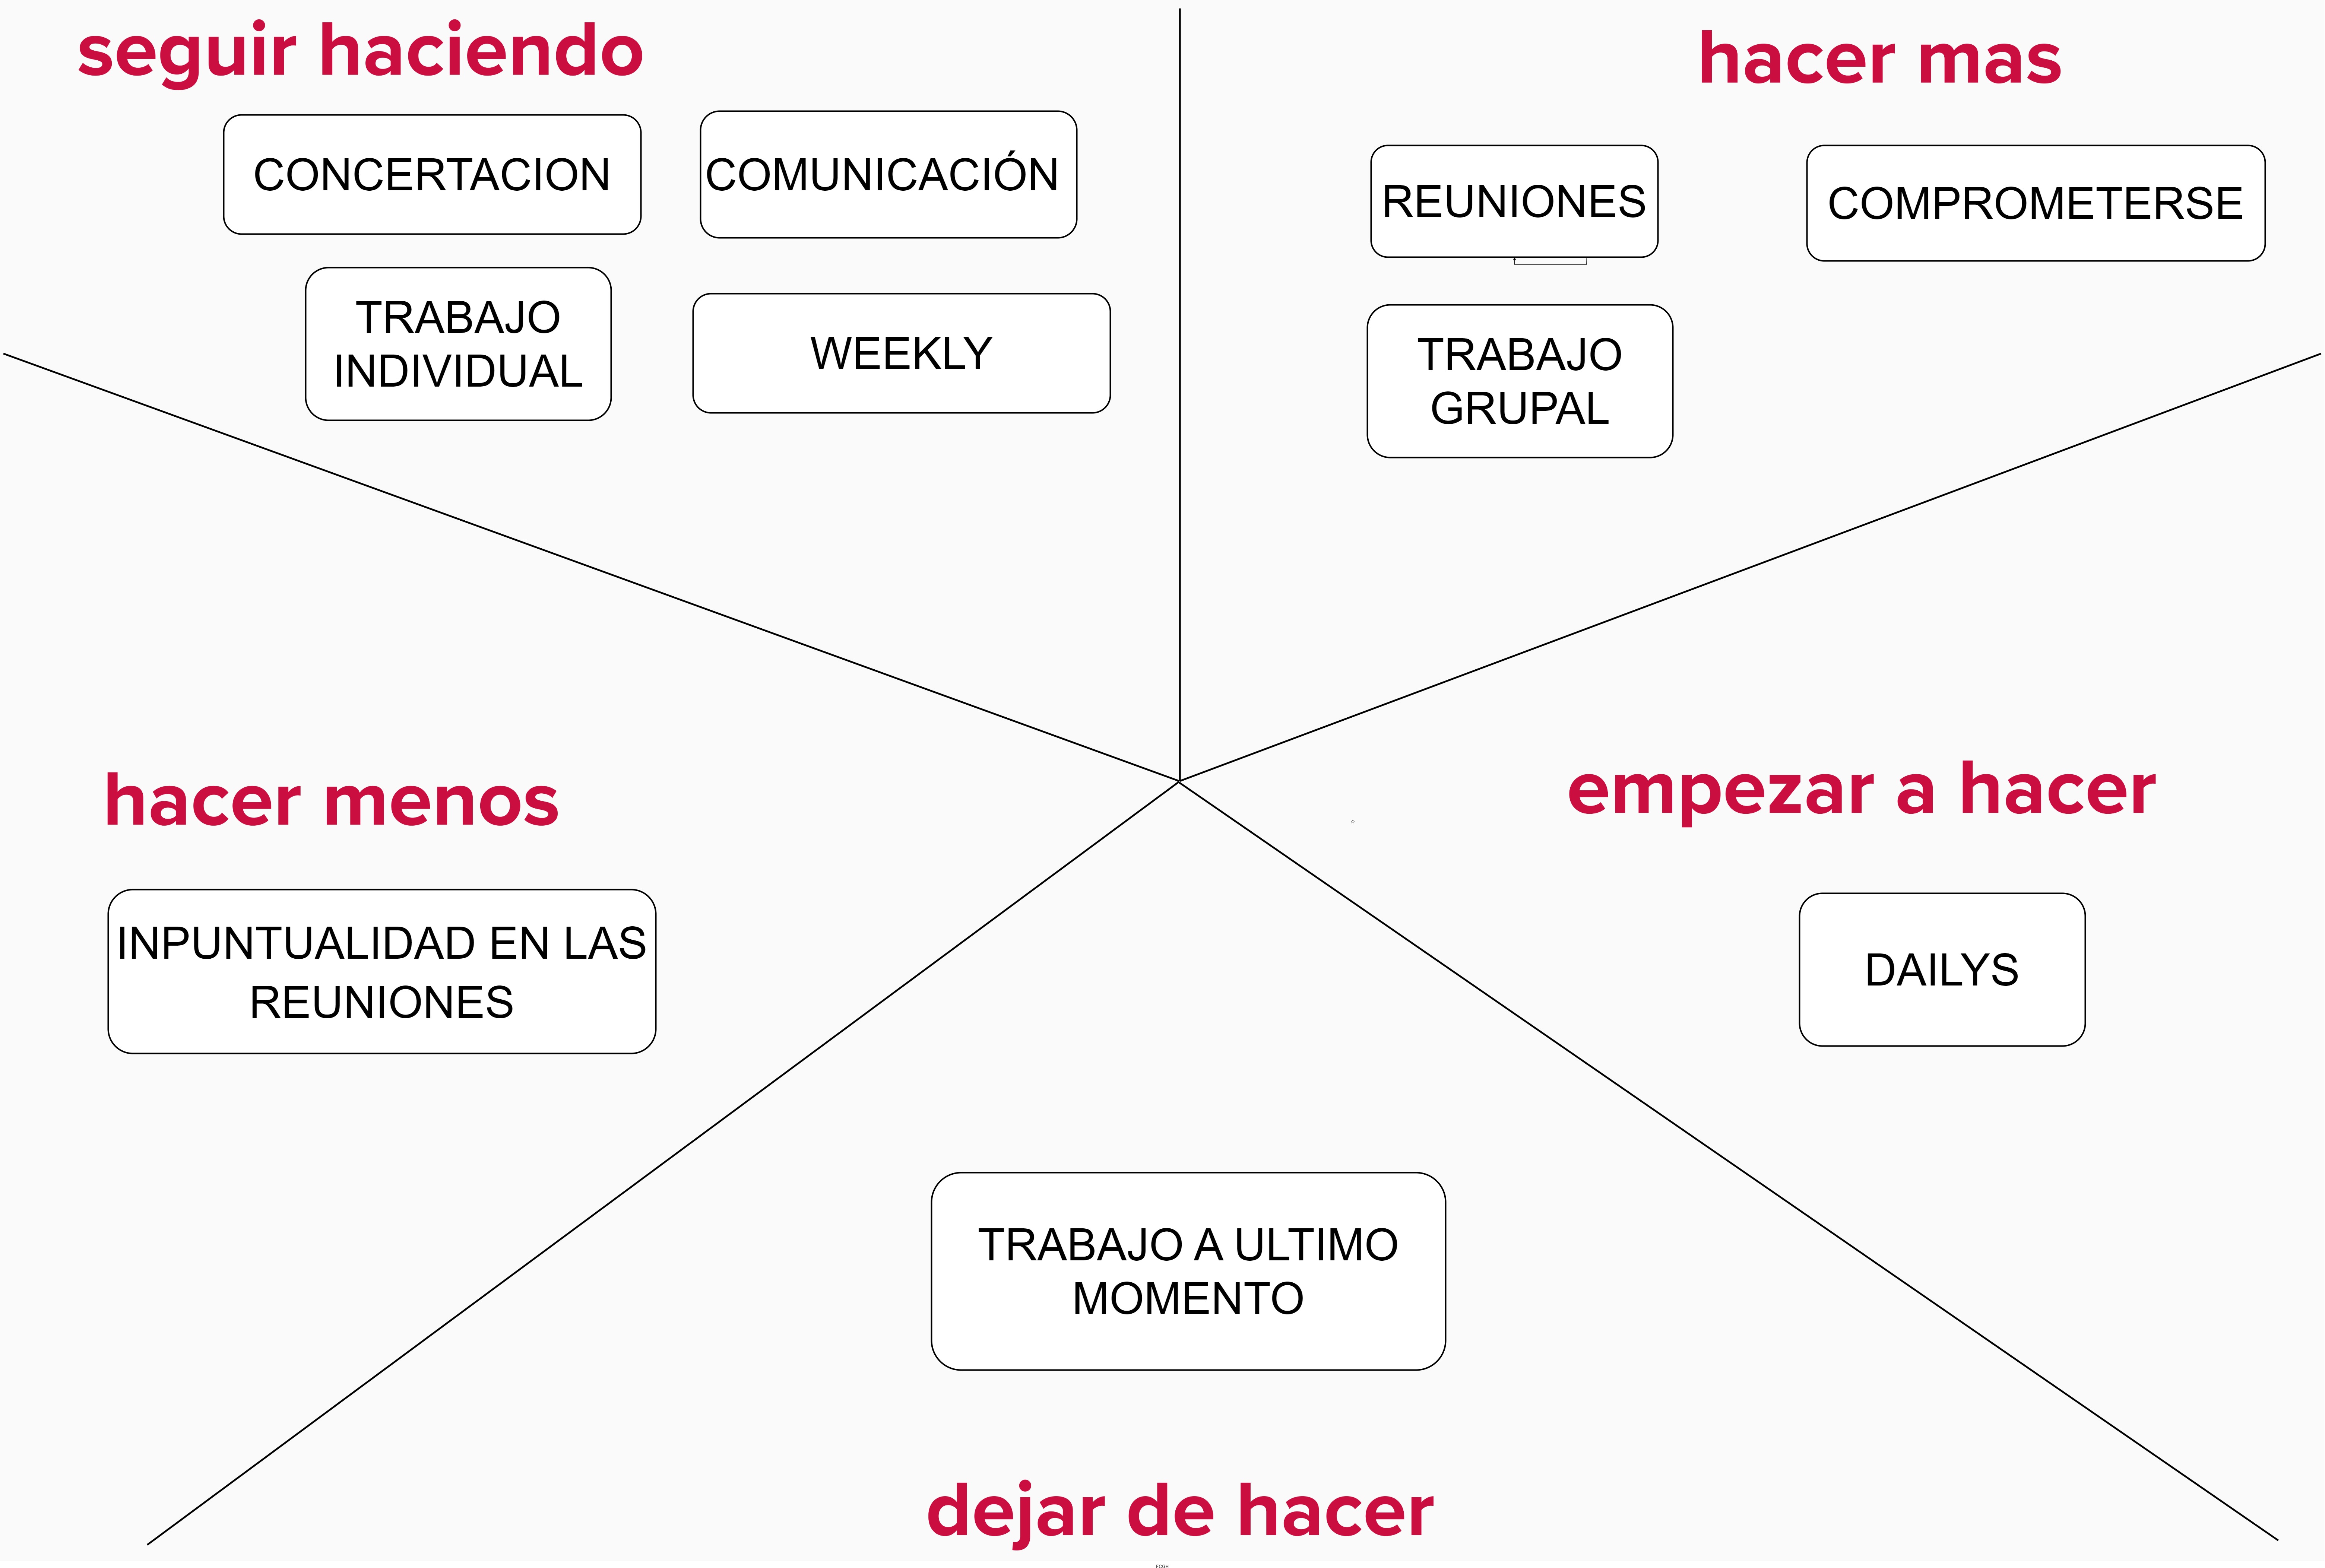 seguir haciendo
hacer mas
CONCERTACION
COMUNICACIÓN
TRABAJO
INDIVIDUAL
WEEKLY
REUNIONES
COMPROMETERSE
TRABAJO
GRUPAL
hacer menos
INPUNTUALIDAD EN LAS
REUNIONES
empezar a hacer
DAILYS
TRABAJO A ULTIMO
MOMENTO
dejar de hacer
FCGH